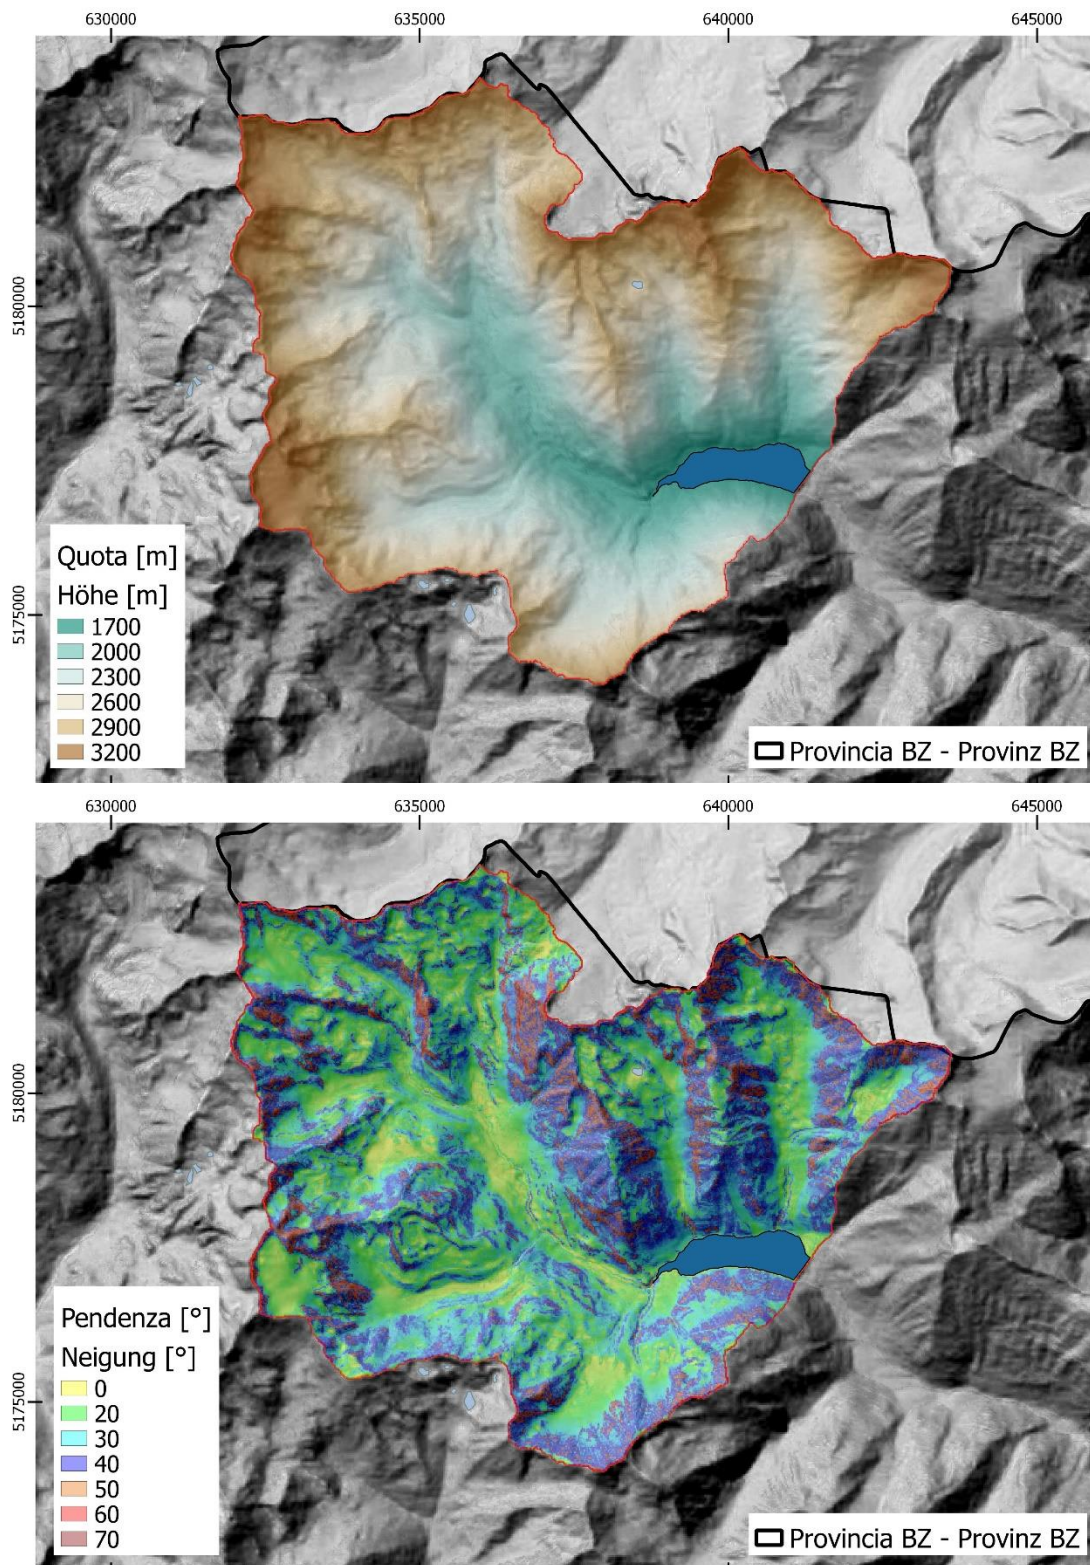 630000 635000 640000 645000
5180000
5175000
Quota [m]
Höhe [m]
1700
2000
2300
2600
2900
3200
Provincia BZ - Provinz BZ
630000 635000 640000 645000
5180000
5175000
Pendenza [°]
Neigung [°]
0
20
30
40
50
60
70
Provincia BZ - Provinz BZ